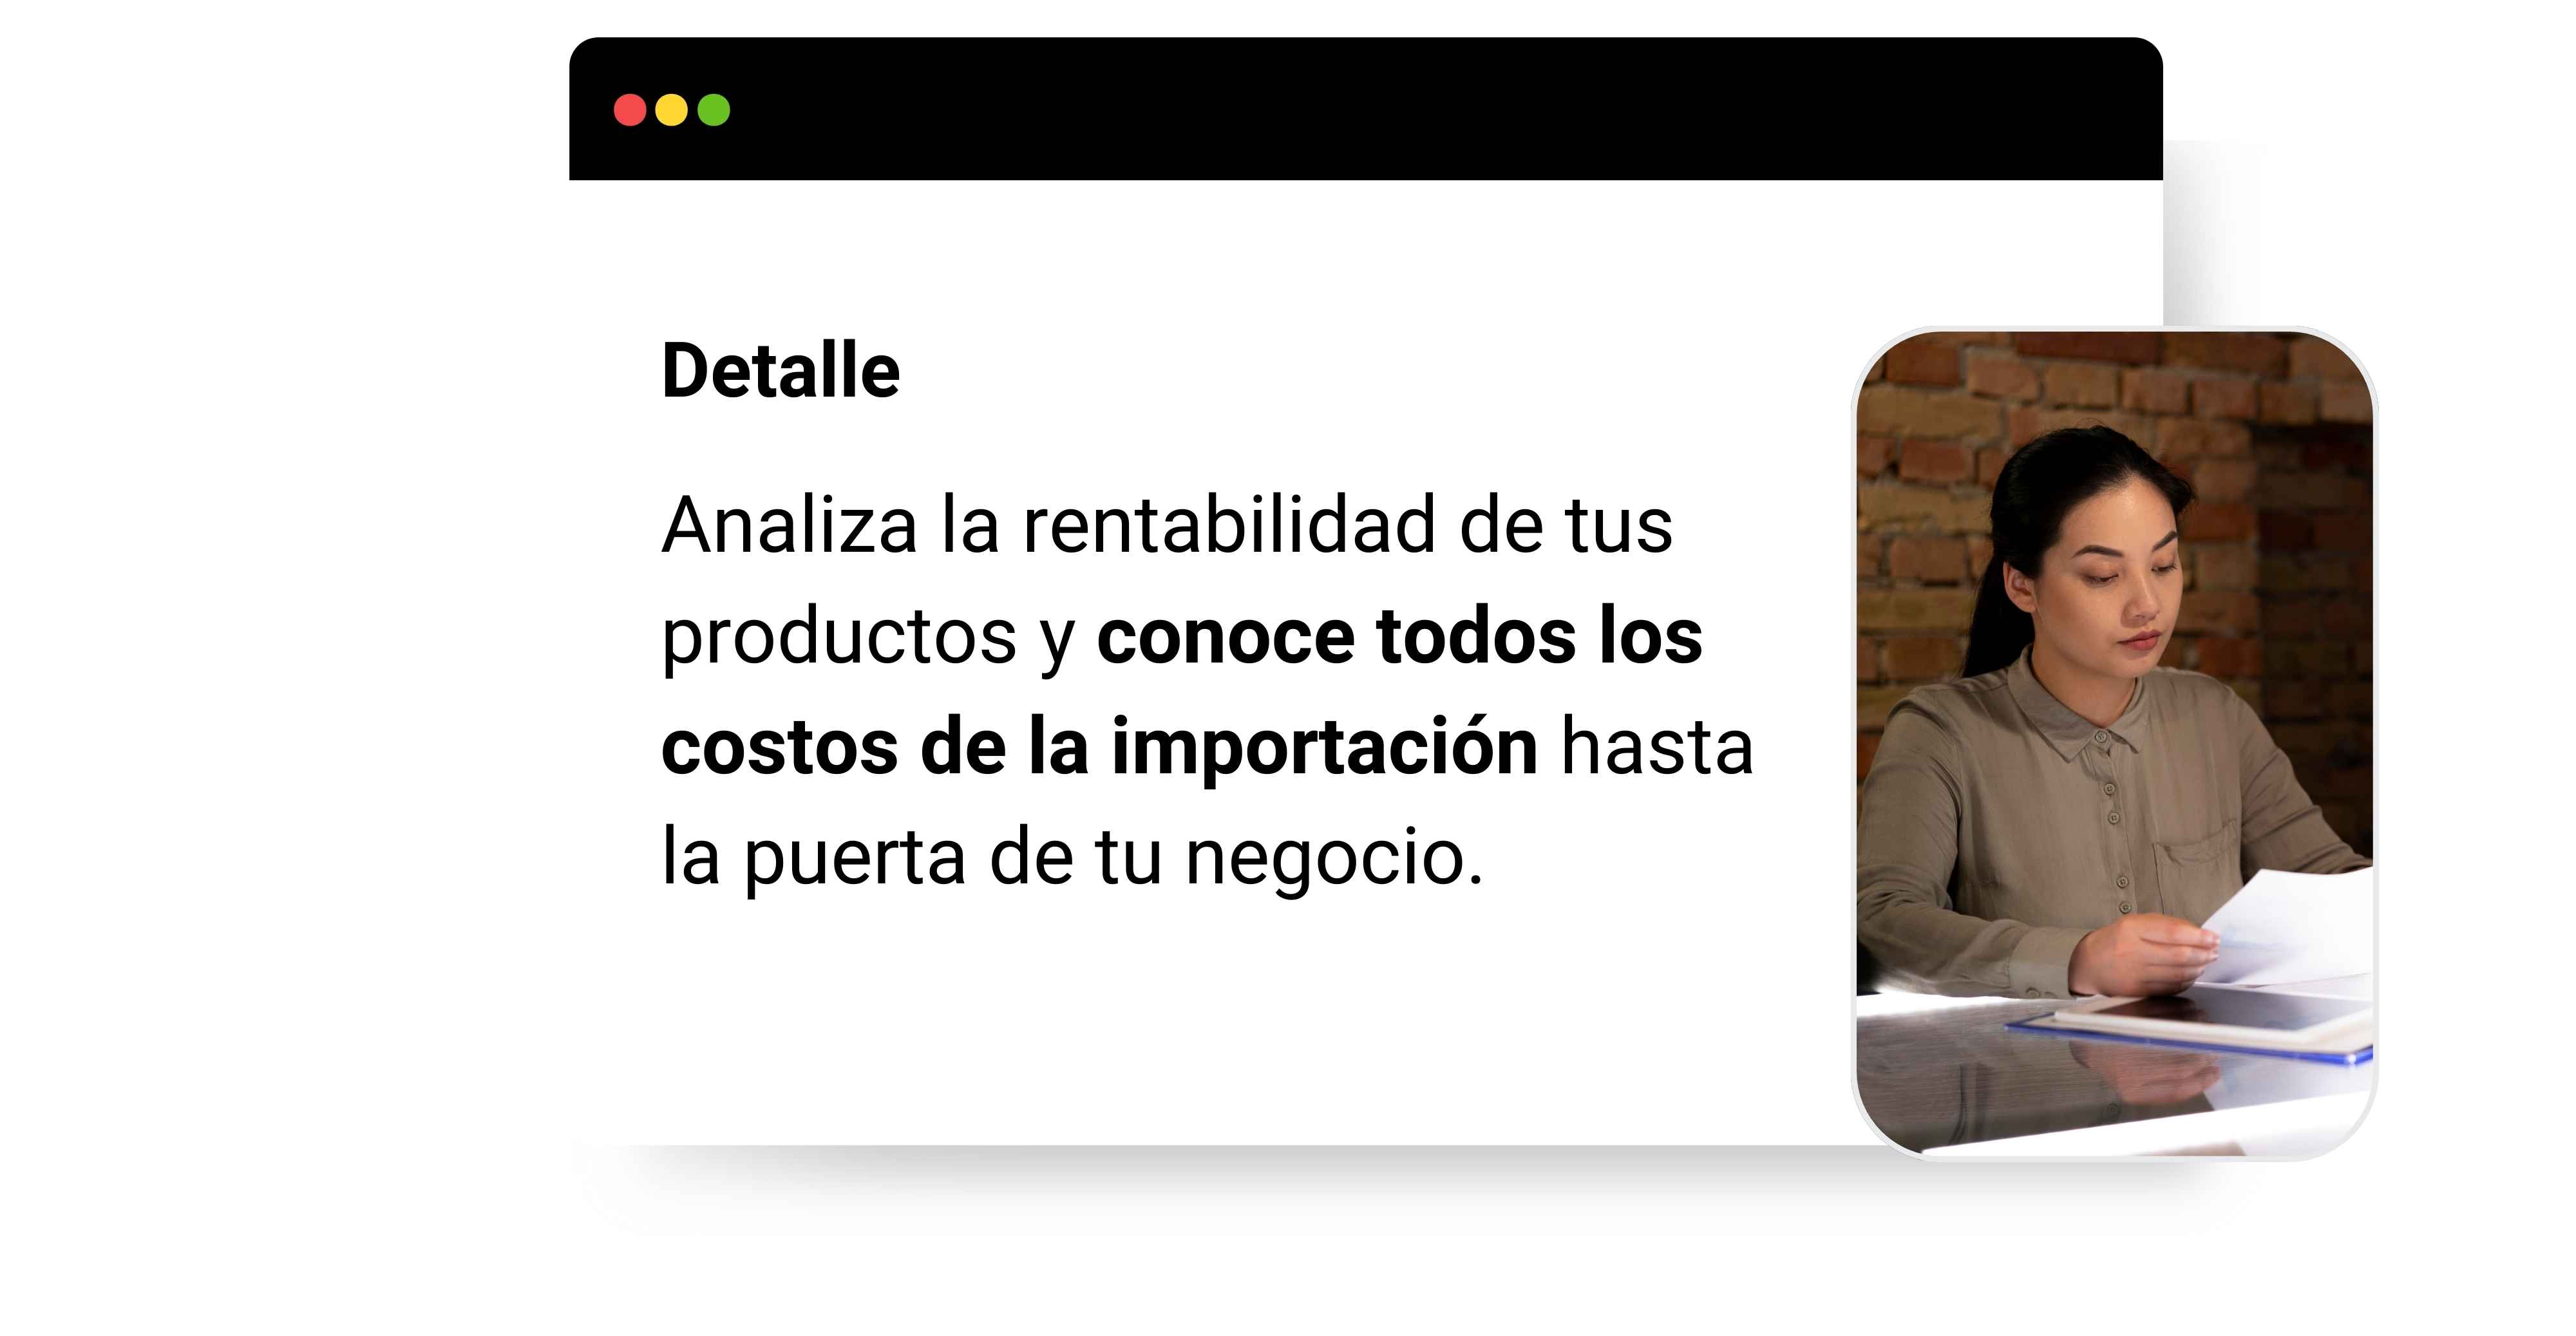 Detalle
Analiza la rentabilidad de tus
productos y conoce todos los
costos de la importación hasta
la puerta de tu negocio.